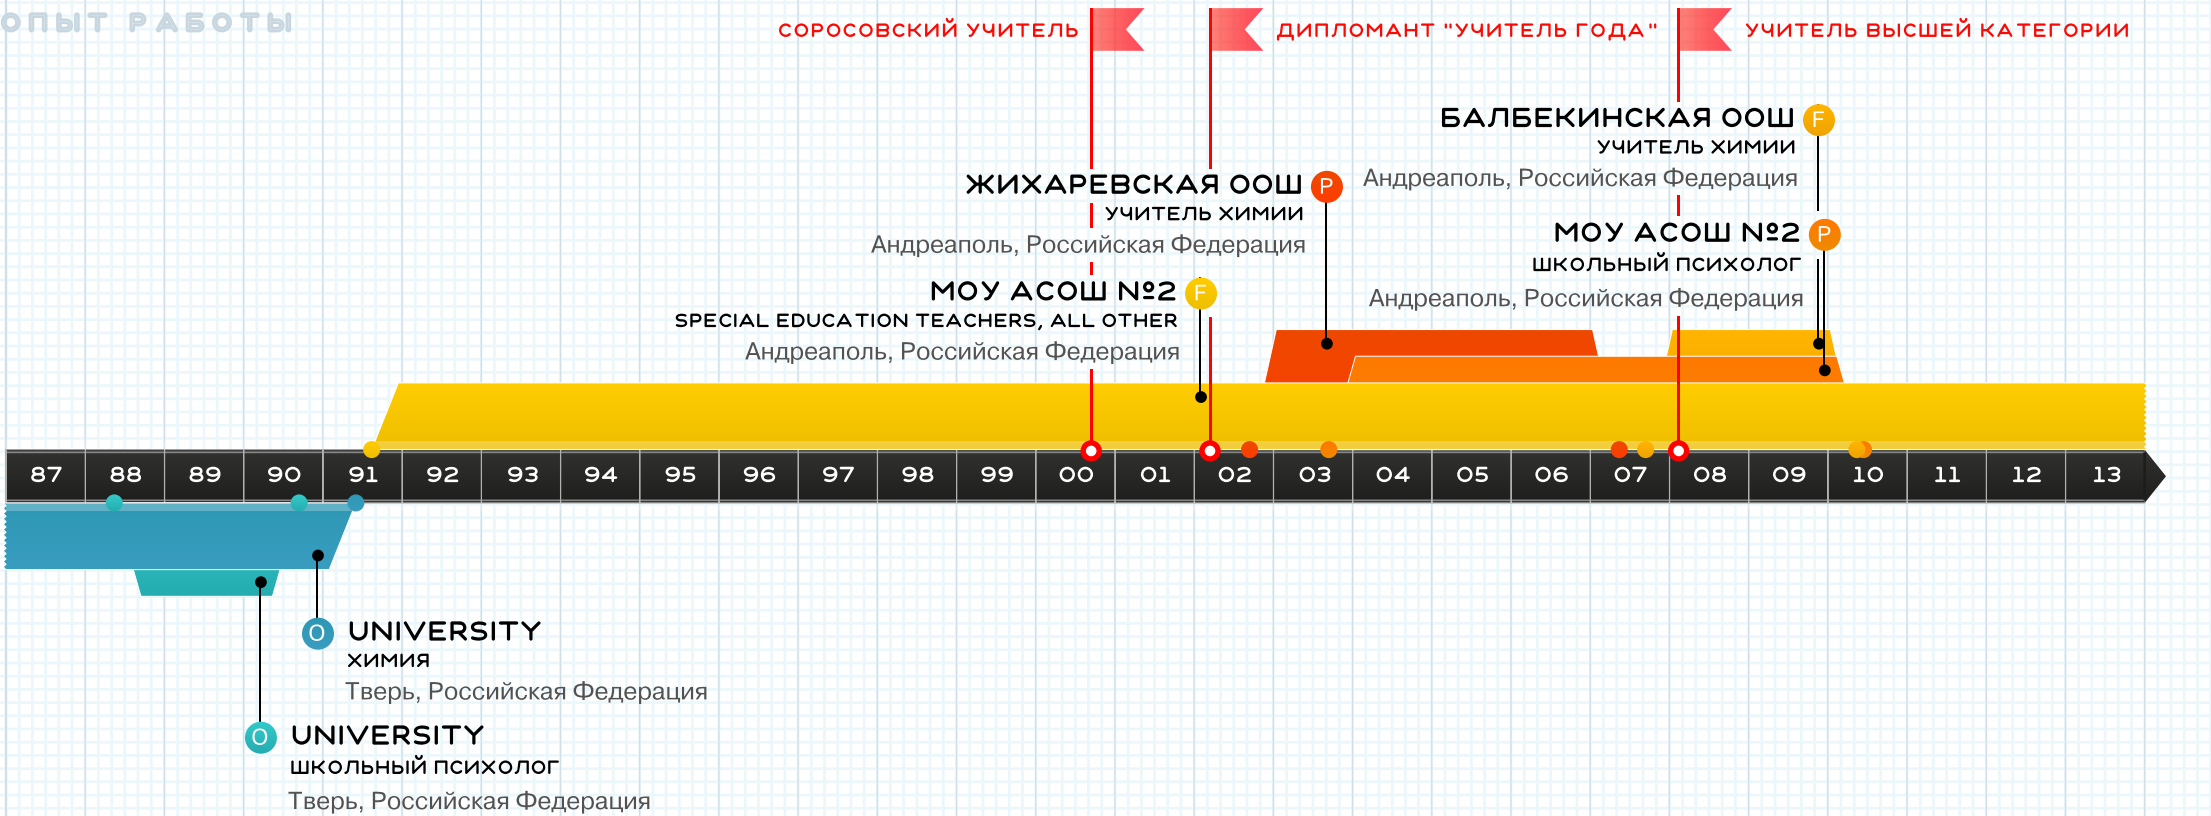 ОПЫТ РАБОТЫ
СОРОСОВСКИЙ УЧИТЕЛЬ
ДИПЛОМАНТ "УЧИТЕЛЬ ГОДА"
УЧИТЕЛЬ ВЫСШЕЙ КАТЕГОРИИ
БАЛБЕКИНСКАЯ ООШ F
УЧИТЕЛЬ ХИМИИ
Андреаполь, Российская Федерация
ЖИХАРЕВСКАЯ ООШ P
УЧИТЕЛЬ ХИМИИ
Андреаполь, Российская Федерация
МОУ АСОШ №2 P
ШКОЛЬНЫЙ ПСИХОЛОГ
Андреаполь, Российская Федерация
МОУ АСОШ №2 F
SPECIAL EDUCATION TEACHERS, ALL OTHER
Андреаполь, Российская Федерация
87 88 89 90 91 92 93 94 95 96 97 98 99 00 01 02 03 04 05 06 07 08 09 10 11 12 13
O UNIVERSITY
ХИМИЯ
Тверь, Российская Федерация
O UNIVERSITY
ШКОЛЬНЫЙ ПСИХОЛОГ
Тверь, Российская Федерация